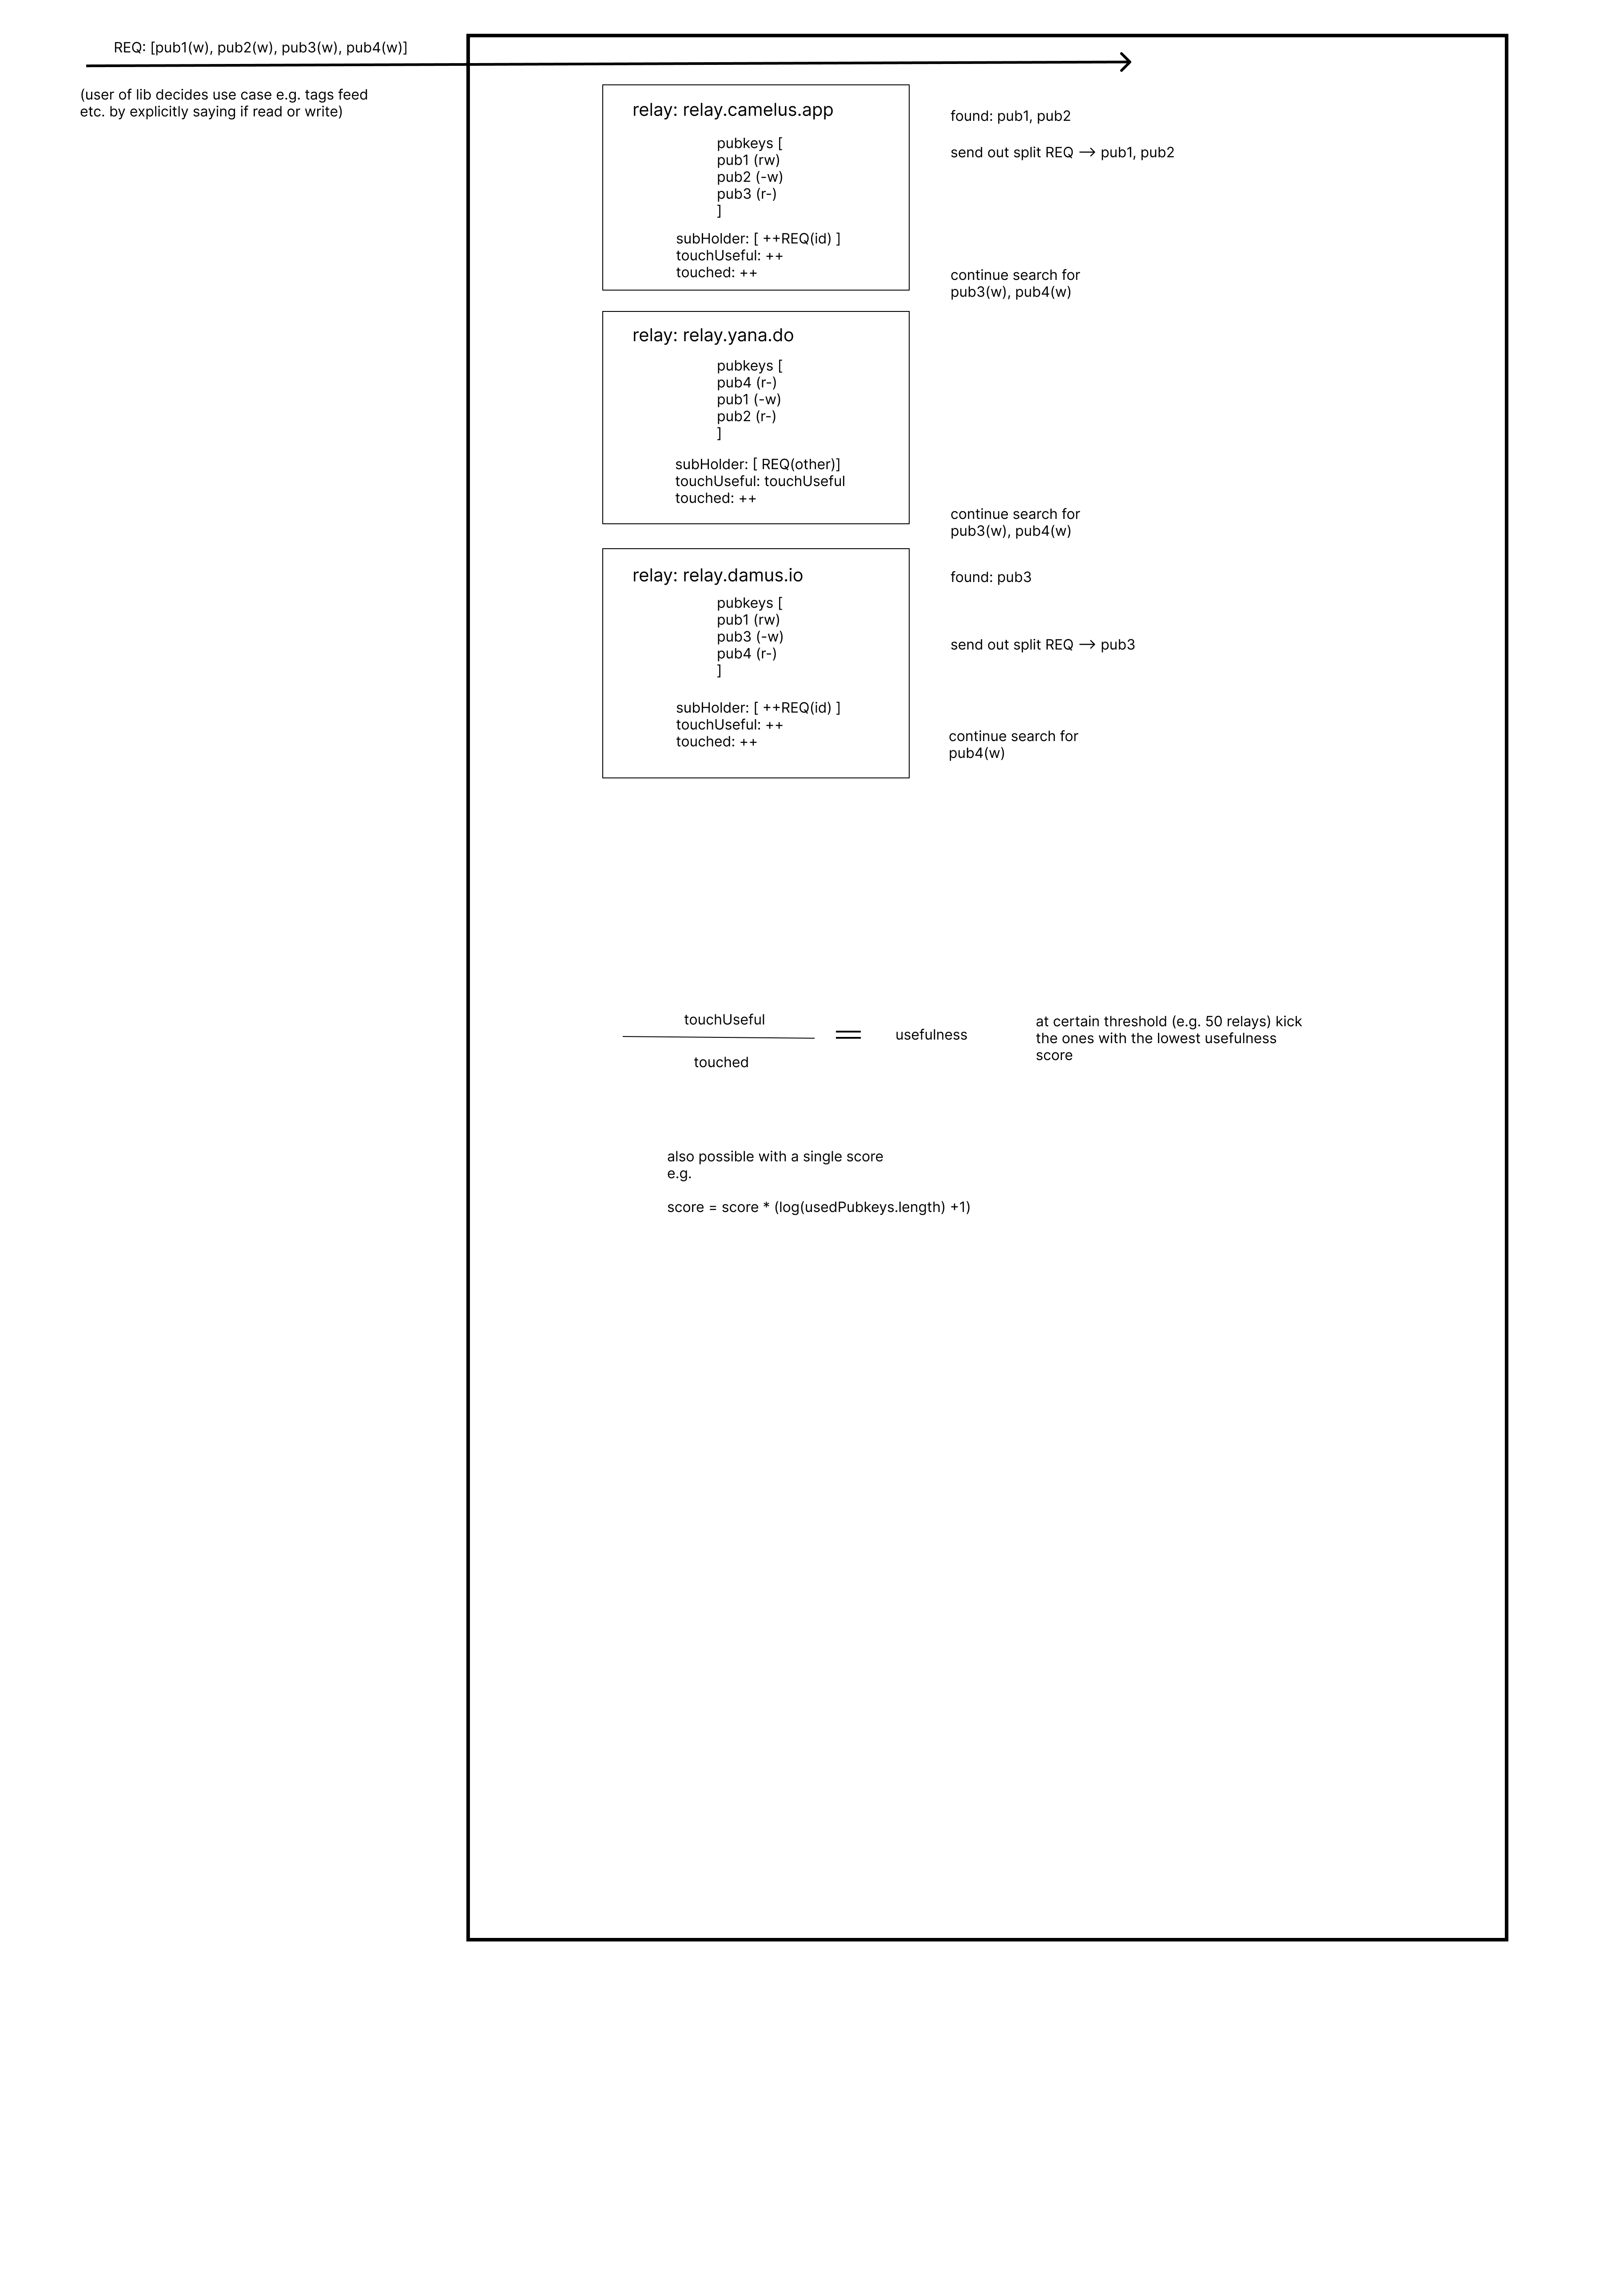 REQ: [pub1(w), pub2(w), pub3(w), pub4(w)]
(user of lib decides use case e.g. tags feed
etc. by explicitly saying if read or write)
relay: relay.camelus.app
pubkeys [
pub1 (rw)
pub2 (-w)
pub3 (r-)
]
subHolder: [ ++REQ(id) ]
touchUseful: ++
touched: ++
found: pub1, pub2
send out split REQ → pub1, pub2
continue search for
pub3(w), pub4(w)
relay: relay.yana.do
pubkeys [
pub4 (r-)
pub1 (-w)
pub2 (r-)
]
subHolder: [ REQ(other)]
touchUseful: touchUseful
touched: ++
continue search for
pub3(w), pub4(w)
relay: relay.damus.io
pubkeys [
pub1 (rw)
pub3 (-w)
pub4 (r-)
]
subHolder: [ ++REQ(id) ]
touchUseful: ++
touched: ++
found: pub3
send out split REQ → pub3
continue search for
pub4(w)
touchUseful
touched
=
usefulness
at certain threshold (e.g. 50 relays) kick
the ones with the lowest usefulness
score
also possible with a single score
e.g.
score = score * (log(usedPubkeys.length) +1)